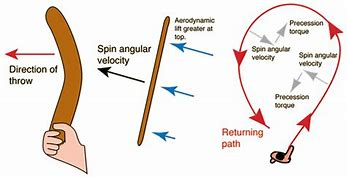 Direction of
throw
Spin angular
velocity
Aerodynamic
lift greater at
top.
Precession
torque
Spin angular
velocity
Spin angular
velocity
Precession
torque
Returning
path